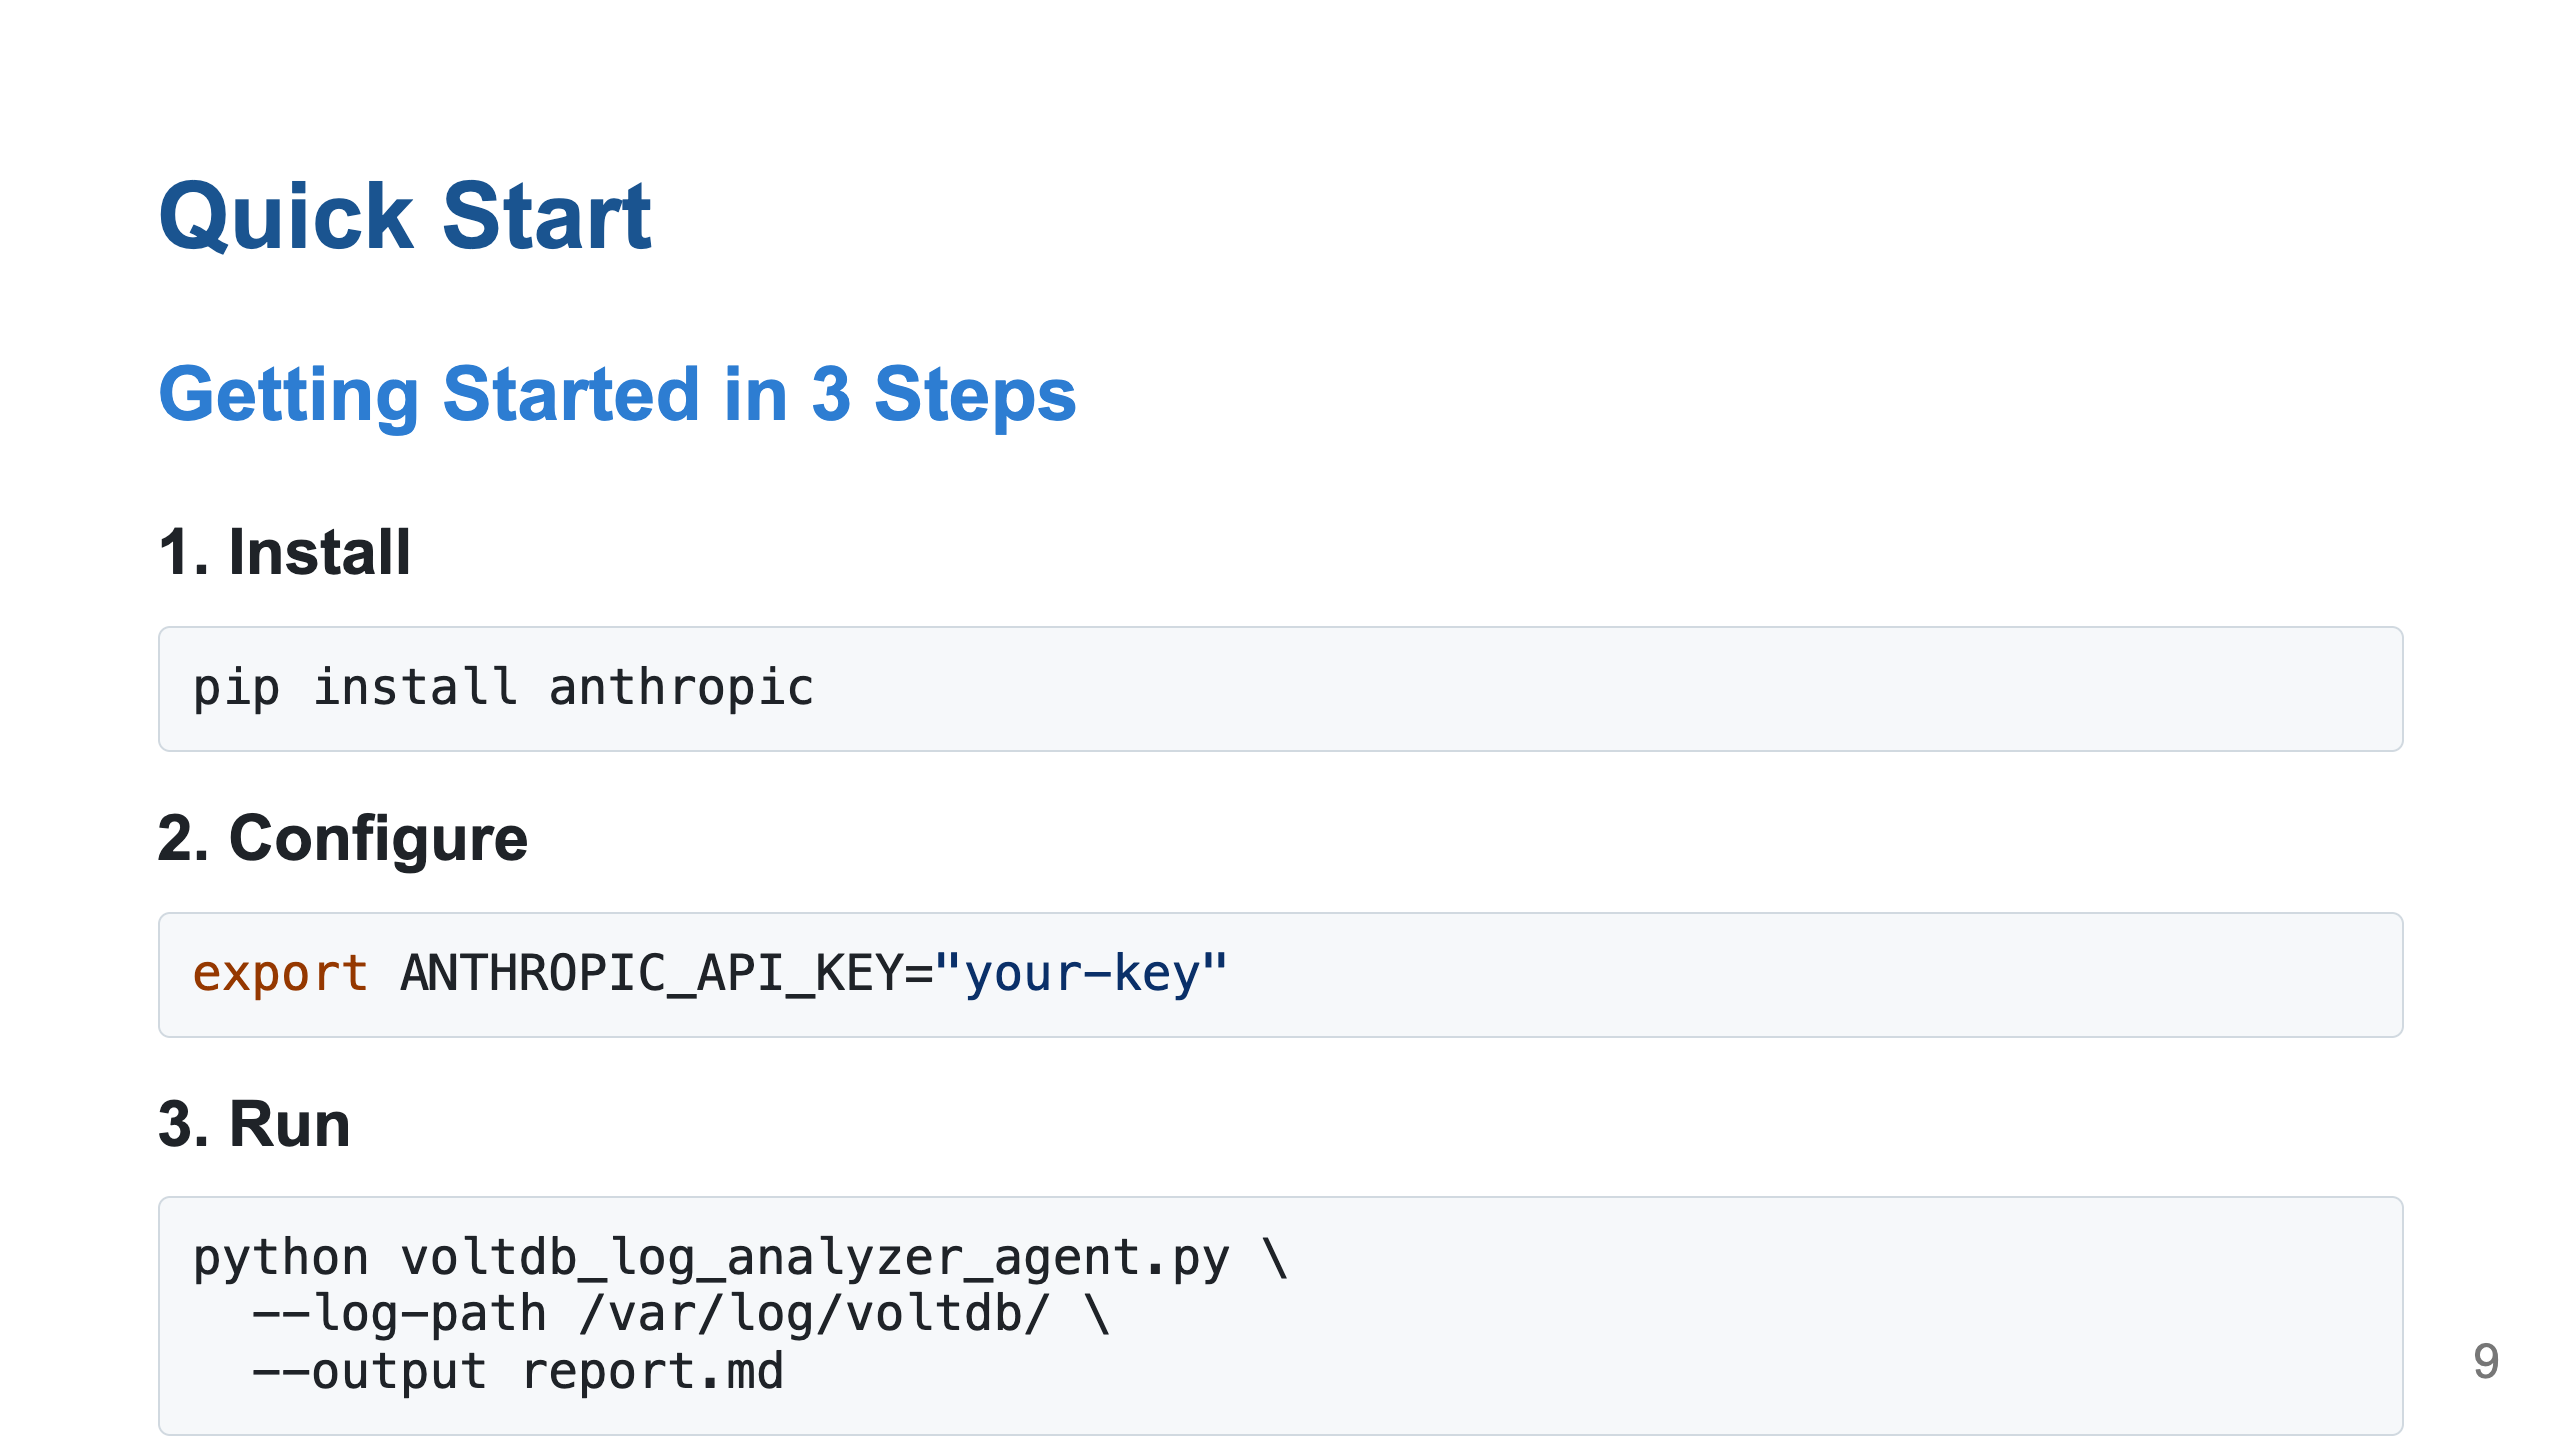 Quick Start
Getting Started in 3 Steps
1. Install
pip install anthropic
2. Configure
export ANTHROPIC_API_KEY="your-key"
3. Run
python voltdb_log_analyzer_agent.py \
  --log-path /var/log/voltdb/ \
  --output report.md
9